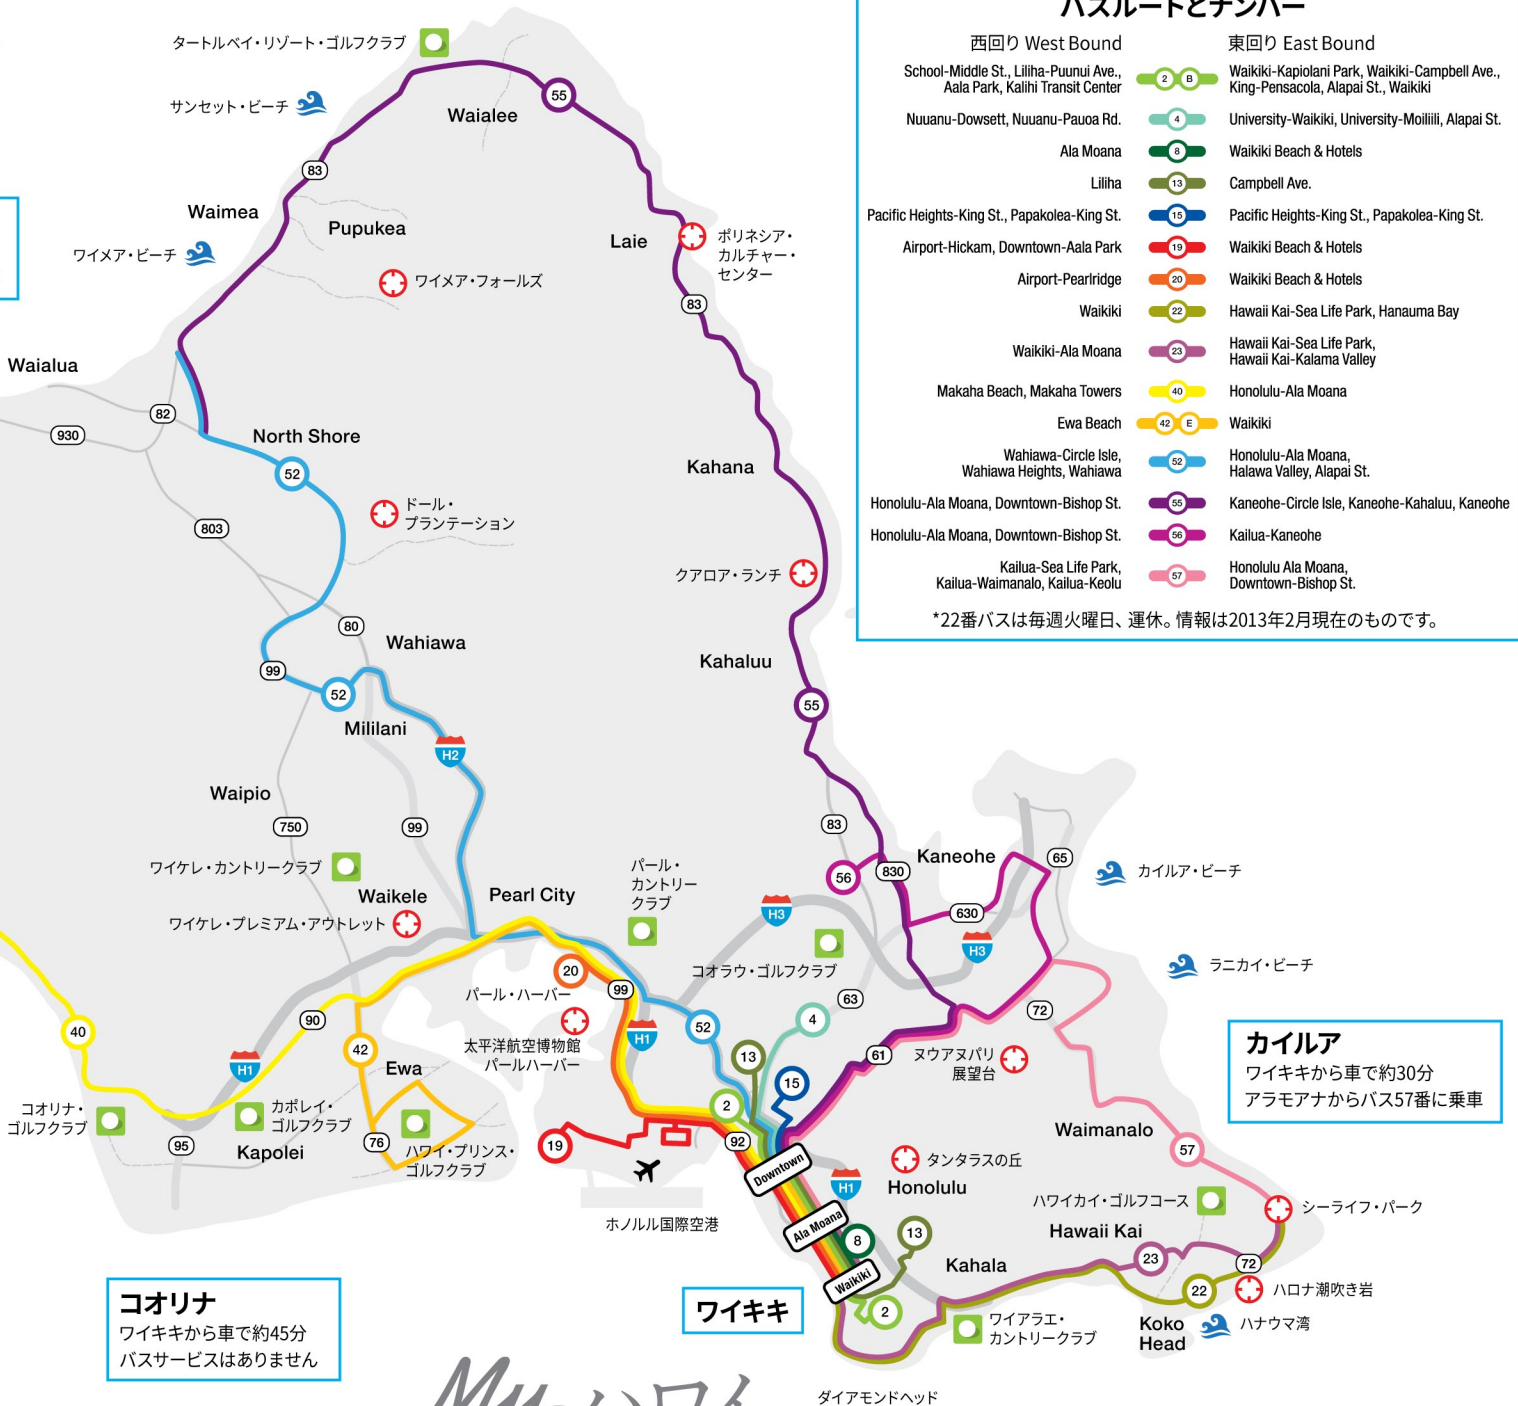 バスルートとナンバー
西回り West Bound
東回り East Bound
School-Middle St., Liliha-Puunui Ave.,
Aala Park, Kalihi Transit Center
2 B
Waikiki-Kapiolani Park, Waikiki-Campbell Ave.,
King-Pensacola, Alapai St., Waikiki
Nuuanu-Dowsett, Nuuanu-Pauoa Rd.
4
University-Waikiki, University-Moiliili, Alapai St.
Ala Moana
8
Waikiki Beach & Hotels
Liliha
13
Campbell Ave.
Pacific Heights-King St., Papakolea-King St.
15
Pacific Heights-King St., Papakolea-King St.
Airport-Hickam, Downtown-Aala Park
19
Waikiki Beach & Hotels
Airport-Pearlridge
20
Waikiki Beach & Hotels
Waikiki
22
Hawaii Kai-Sea Life Park, Hanauma Bay
Waikiki-Ala Moana
23
Hawaii Kai-Sea Life Park,
Hawaii Kai-Kalama Valley
Makaha Beach, Makaha Towers
40
Honolulu-Ala Moana
Ewa Beach
42 E
Waikiki
Wahiawa-Circle Isle,
Wahiawa Heights, Wahiawa
52
Honolulu-Ala Moana,
Halawa Valley, Alapai St.
Honolulu-Ala Moana, Downtown-Bishop St.
55
Kaneohe-Circle Isle, Kaneohe-Kahaluu, Kaneohe
Honolulu-Ala Moana, Downtown-Bishop St.
56
Kailua-Kaneohe
Kailua-Sea Life Park,
Kailua-Waimanalo, Kailua-Keolu
57
Honolulu Ala Moana,
Downtown-Bishop St.
*22番バスは毎週火曜日、運休。情報は2013年2月現在のものです。
タートルベイ・リゾート・ゴルフクラブ
サンセット・ビーチ
55
Waialee
83
Waimea
Pupukea
Laie
ポリネシア・
カルチャー・
センター
ワイメア・ビーチ
ワイメア・フォールズ
83
Waialua
82
930
North Shore
52
Kahana
ドール・
プランテーション
803
クアロア・ランチ
80
Wahiawa
Kahaluu
99
52
55
Mililani
H2
Waipio
750
99
83
ワイケレ・カントリークラブ
Waikele
ワイケレ・プレミアム・アウトレット
Pearl City
パール・
カントリー
クラブ
56
830
Kaneohe
65
カイルア・ビーチ
H3
630
H3
コオラウ・ゴルフクラブ
ラニカイ・ビーチ
20
パール・ハーバー
99
63
72
40
90
42
太平洋航空博物館
パールハーバー
H1
52
4
13
15
61
ヌウアヌパリ
展望台
カイルア
ワイキキから車で約30分
アラモアナからバス57番に乗車
H1
Ewa
コオリナ・
ゴルフクラブ
カポレイ・
ゴルフクラブ
95
Kapolei
76
ハワイ・プリンス・
ゴルフクラブ
19
2
92
Downtown
H1
タンタラスの丘
Honolulu
Waimanalo
57
ホノルル国際空港
Ala Moana
8
13
ハワイカイ・ゴルフコース
シーライフ・パーク
Hawaii Kai
23
72
Kahala
Waikiki
2
22
ハロナ潮吹き岩
Koko
Head
ハナウマ湾
ワイアラエ・
カントリークラブ
ワイキキ
コオリナ
ワイキキから車で約45分
バスサービスはありません
ダイアモンドヘッド